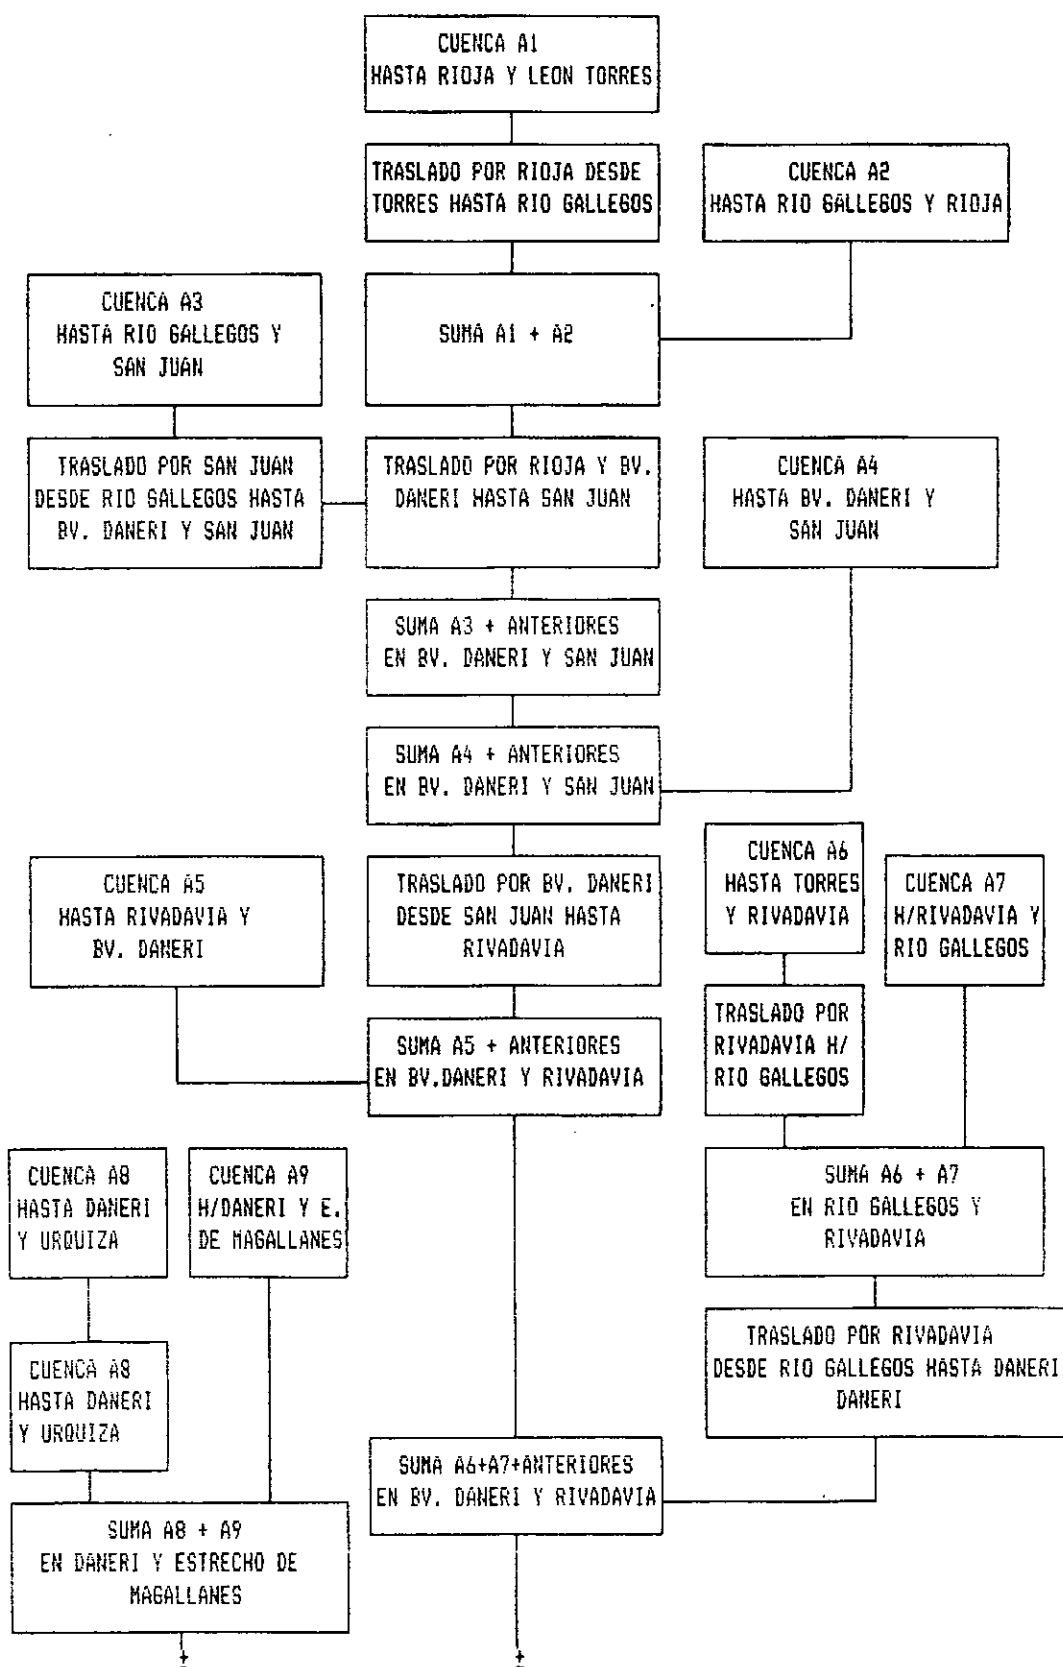 CUENCA A1
HASTA RIOJA Y LEON TORRES
TRASLADO POR RIOJA DESDE
TORRES HASTA RIO GALLEGOS
CUENCA A2
HASTA RIO GALLEGOS Y RIOJA
CUENCA A3
HASTA RIO GALLEGOS Y
SAN JUAN
SUMA A1 + A2
TRASLADO POR SAN JUAN
DESDE RIO GALLEGOS HASTA
BV. DANERI Y SAN JUAN
TRASLADO POR RIOJA Y BV.
DANERI HASTA SAN JUAN
CUENCA A4
HASTA BV. DANERI Y
SAN JUAN
SUMA A3 + ANTERIORES
EN BV. DANERI Y SAN JUAN
SUMA A4 + ANTERIORES
EN BV. DANERI Y SAN JUAN
CUENCA A5
HASTA RIVADAVIA Y
BV. DANERI
TRASLADO POR BV. DANERI
DESDE SAN JUAN HASTA
RIVADAVIA
CUENCA A6
HASTA TORRES
Y RIVADAVIA
CUENCA A7
H/RIVADAVIA Y
RIO GALLEGOS
TRASLADO POR
RIVADAVIA H/
RIO GALLEGOS
SUMA A5 + ANTERIORES
EN BV.DANERI Y RIVADAVIA
CUENCA A8
HASTA DANERI
Y URQUIZA
CUENCA A9
H/DANERI Y E.
DE MAGALLANES
SUMA A6 + A7
EN RIO GALLEGOS Y
RIVADAVIA
CUENCA A8
HASTA DANERI
Y URQUIZA
TRASLADO POR RIVADAVIA
DESDE RIO GALLEGOS HASTA DANERI
DANERI
SUMA A6+A7+ANTERIORES
EN BV. DANERI Y RIVADAVIA
SUMA A8 + A9
EN DANERI Y ESTRECHO DE
MAGALLANES